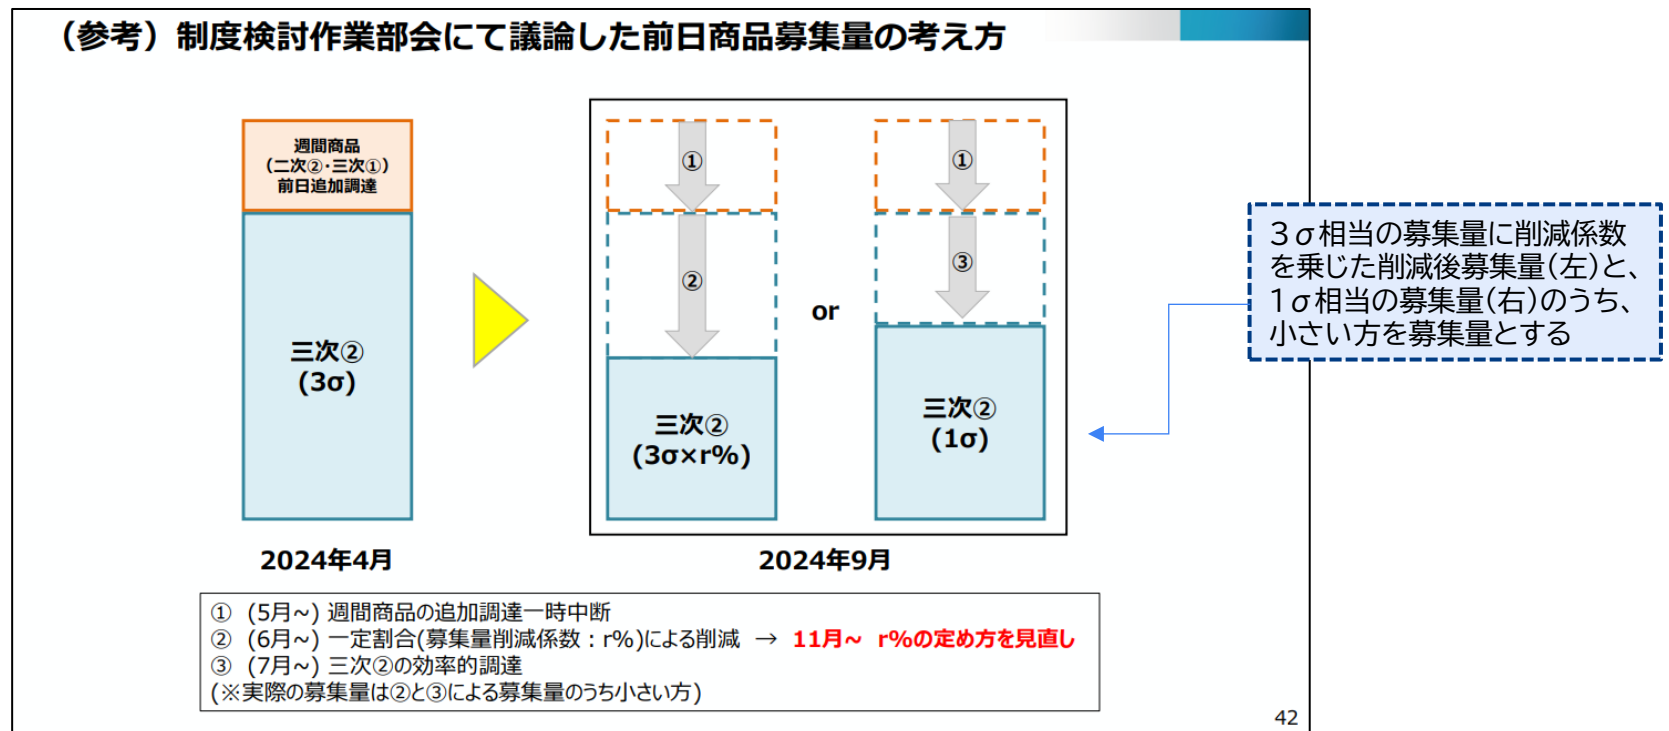 （参考）制度検討作業部会にて議論した前日商品募集量の考え方
週間商品
（二次②・三次①）
前日追加調達
三次②
(3σ)
2024年4月
①
②
三次②
(3σ×r%)
or
①
③
三次②
(1σ)
2024年9月
３σ相当の募集量に削減係数
を乗じた削減後募集量(左)と、
１σ相当の募集量(右)のうち、
小さい方を募集量とする
① (5月~) 週間商品の追加調達一時中断
② (6月~) 一定割合(募集量削減係数：r%)による削減 → 11月~ r%の定め方を見直し
③ (7月~) 三次②の効率的調達
(※実際の募集量は②と③による募集量のうち小さい方)
42